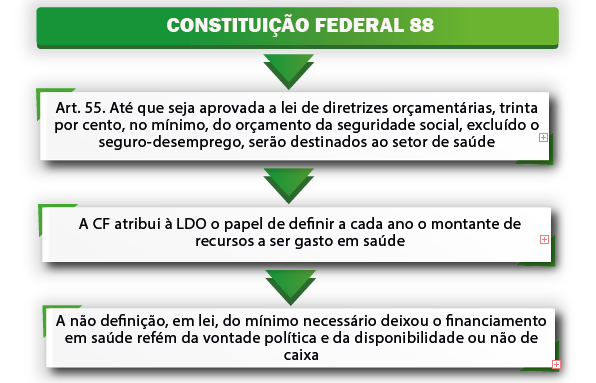 CONSTITUIÇÃO FEDERAL 88
Art. 55. Até que seja aprovada a lei de diretrizes orçamentárias, trinta
por cento, no mínimo, do orçamento da seguridade social, excluído o
seguro-desemprego, serão destinados ao setor de saúde
A CF atribui à LDO o papel de definir a cada ano o montante de
recursos a ser gasto em saúde
A não definição, em lei, do mínimo necessário deixou o financiamento
em saúde refém da vontade política e da disponibilidade ou não de
caixa